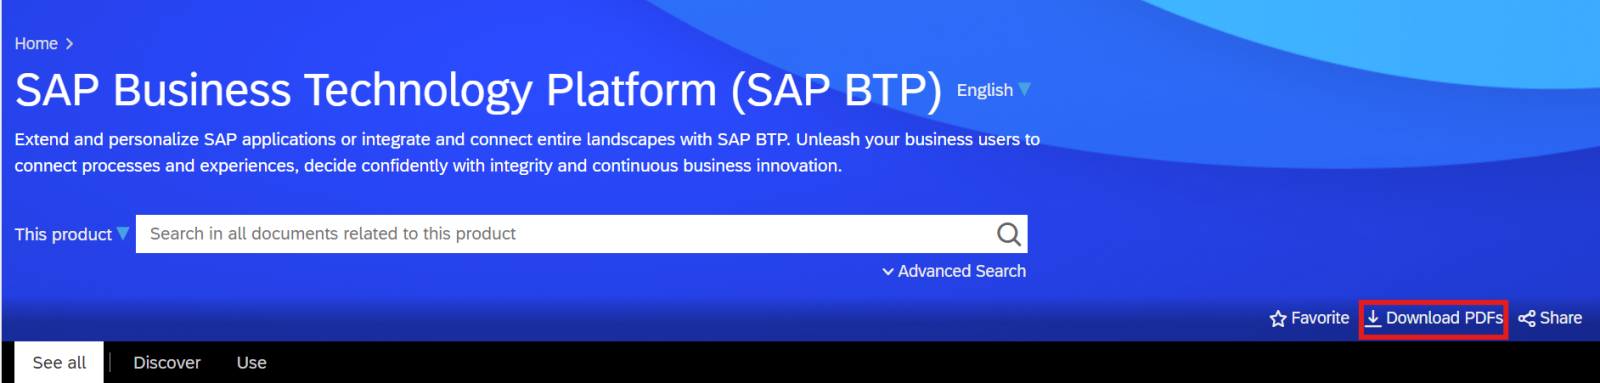 Home >
SAP Business Technology Platform (SAP BTP) English
Extend and personalize SAP applications or integrate and connect entire landscapes with SAP BTP. Unleash your business users to
connect processes and experiences, decide confidently with integrity and continuous business innovation.
This product Search in all documents related to this product
Advanced Search
Favorite Download PDFs Share
See all | Discover Use